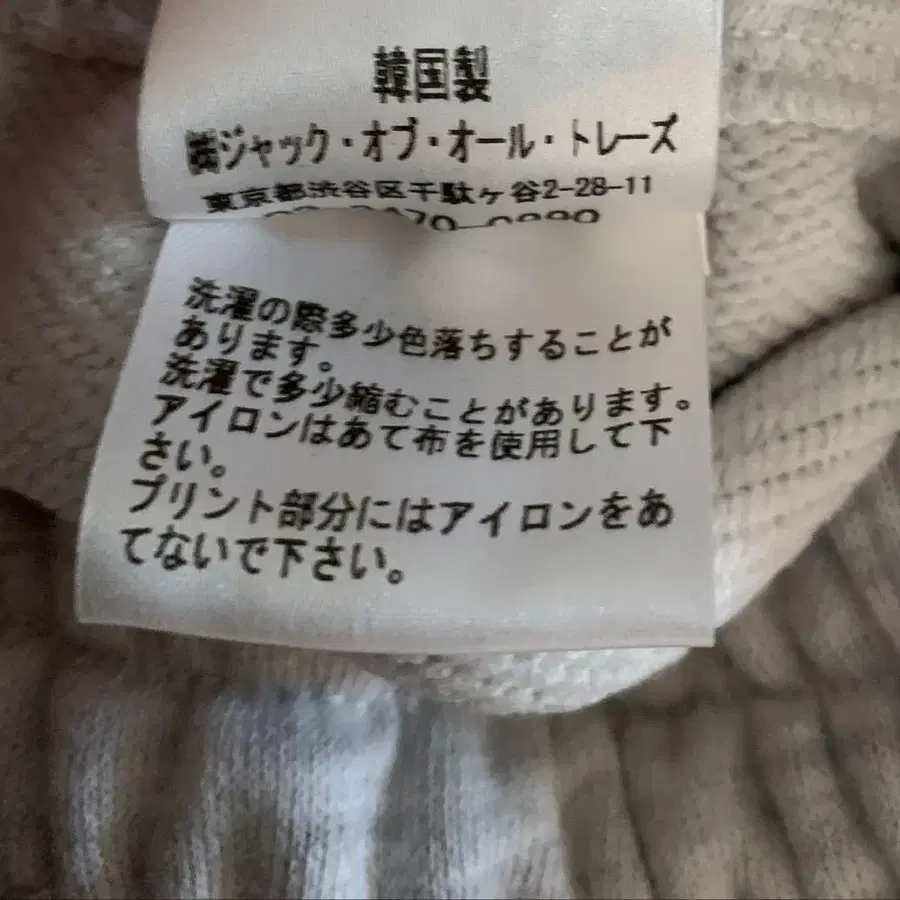 韓国製
㈱ジャック・オブ・オール・トレーズ
東京都渋谷区千駄ヶ谷2-28-11
洗濯の際多少色落ちすることが
あります。
洗濯で多少縮むことがあります。
アイロンはあて布を使用して下
さい。
プリント部分にはアイロンをあ
てないで下さい。